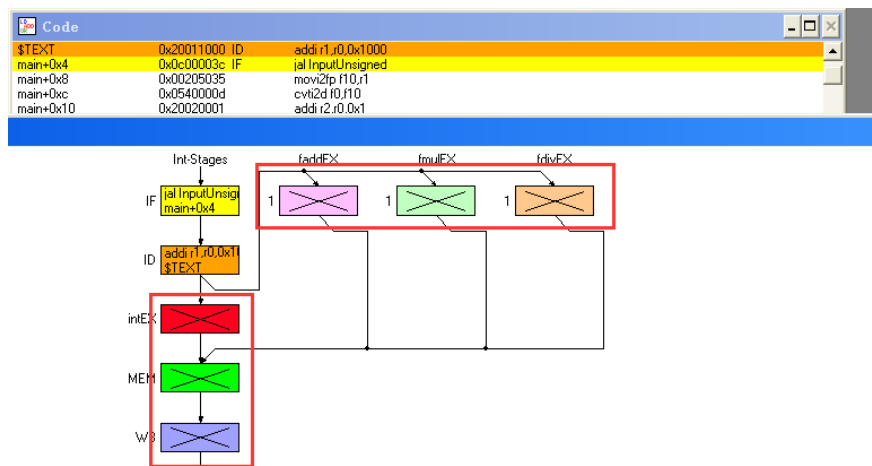 Code
$TEXT 0x20011000 ID addi r1,r0,0x1000
main+0x4 0x0c00003c IF jal InputUnsigned
main+0x8 0x00205035 movi2fp f10,r1
main+0xc 0x0540000d cvti2d f0,f10
main+0x10 0x20020001 addi r2,r0,0x1
Int-Stages faddEX fmulEX fdivEX
IF jal InputUnsig 1 1 1
main+0x4
ID addi r1,r0,0x1
$TEXT
intEX
MEM
WB